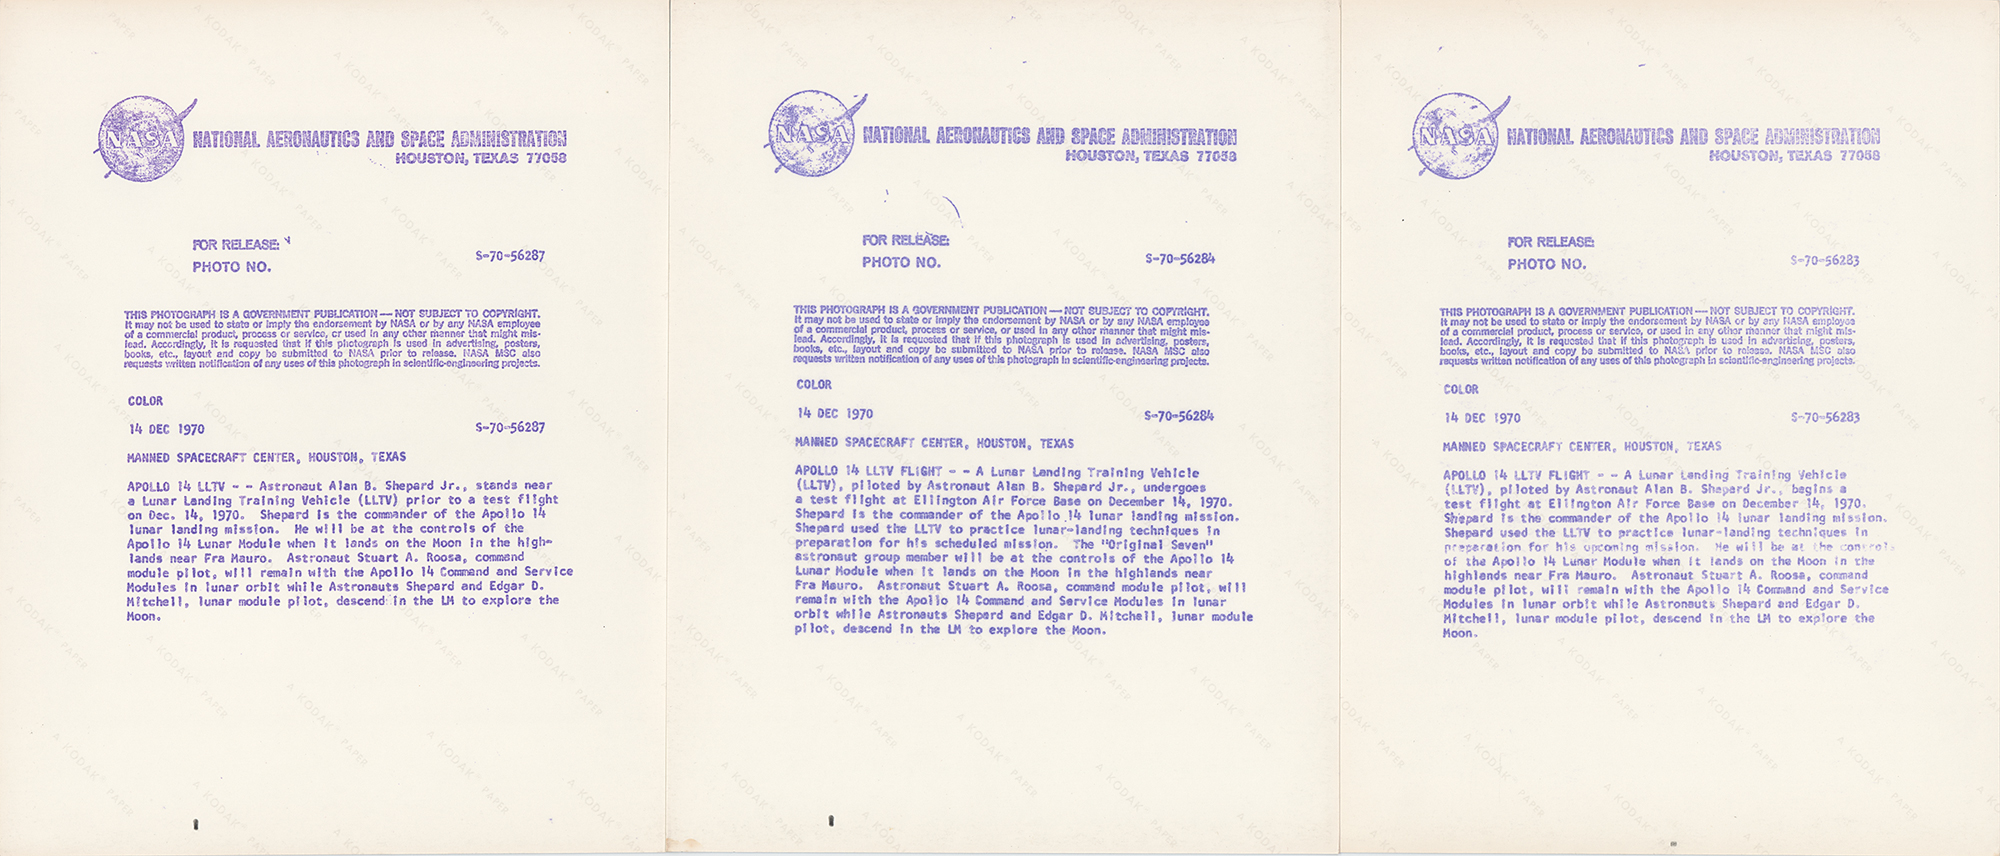 NASA NATIONAL AERONAUTICS AND SPACE ADMINISTRATION
HOUSTON, TEXAS 77058
FOR RELEASE:
PHOTO NO.
S-70-56287
THIS PHOTOGRAPH IS A GOVERNMENT PUBLICATION — NOT SUBJECT TO COPYRIGHT.
It may not be used to state or imply the endorsement by NASA or by any NASA employee
of a commercial product, process or service, or used in any other manner that might mis-
lead. Accordingly, it is requested that if this photograph is used in advertising, posters,
books, etc., layout and copy be submitted to NASA prior to release. NASA MSC also
requests written notification of any uses of this photograph in scientific-engineering projects.
COLOR
14 DEC 1970 S-70-56287
MANNED SPACECRAFT CENTER, HOUSTON, TEXAS
APOLLO 14 LLTV - - Astronaut Alan B. Shepard Jr., stands near
a Lunar Landing Training Vehicle (LLTV) prior to a test flight
on Dec. 14, 1970. Shepard is the commander of the Apollo 14
lunar landing mission. He will be at the controls of the
Apollo 14 Lunar Module when it lands on the Moon in the high-
lands near Fra Mauro. Astronaut Stuart A. Roosa, command
module pilot, will remain with the Apollo 14 Command and Service
Modules in lunar orbit while Astronauts Shepard and Edgar D.
Mitchell, lunar module pilot, descend in the LM to explore the
Moon.
NASA NATIONAL AERONAUTICS AND SPACE ADMINISTRATION
HOUSTON, TEXAS 77058
FOR RELEASE:
PHOTO NO.
S-70-56284
THIS PHOTOGRAPH IS A GOVERNMENT PUBLICATION — NOT SUBJECT TO COPYRIGHT.
It may not be used to state or imply the endorsement by NASA or by any NASA employee
of a commercial product, process or service, or used in any other manner that might mis-
lead. Accordingly, it is requested that if this photograph is used in advertising, posters,
books, etc., layout and copy be submitted to NASA prior to release. NASA MSC also
requests written notification of any uses of this photograph in scientific-engineering projects.
COLOR
14 DEC 1970 S-70-56284
MANNED SPACECRAFT CENTER, HOUSTON, TEXAS
APOLLO 14 LLTV FLIGHT - - A Lunar Landing Training Vehicle
(LLTV), piloted by Astronaut Alan B. Shepard Jr., undergoes
a test flight at Ellington Air Force Base on December 14, 1970.
Shepard is the commander of the Apollo 14 lunar landing mission.
Shepard used the LLTV to practice lunar-landing techniques in
preparation for his scheduled mission. The "Original Seven"
astronaut group member will be at the controls of the Apollo 14
Lunar Module when it lands on the Moon in the highlands near
Fra Mauro. Astronaut Stuart A. Roosa, command module pilot, will
remain with the Apollo 14 Command and Service Modules in lunar
orbit while Astronauts Shepard and Edgar D. Mitchell, lunar module
pilot, descend in the LM to explore the Moon.
NASA NATIONAL AERONAUTICS AND SPACE ADMINISTRATION
HOUSTON, TEXAS 77058
FOR RELEASE:
PHOTO NO.
S-70-56283
THIS PHOTOGRAPH IS A GOVERNMENT PUBLICATION — NOT SUBJECT TO COPYRIGHT.
It may not be used to state or imply the endorsement by NASA or by any NASA employee
of a commercial product, process or service, or used in any other manner that might mis-
lead. Accordingly, it is requested that if this photograph is used in advertising, posters,
books, etc., layout and copy be submitted to NASA prior to release. NASA MSC also
requests written notification of any uses of this photograph in scientific-engineering projects.
COLOR
14 DEC 1970 S-70-56283
MANNED SPACECRAFT CENTER, HOUSTON, TEXAS
APOLLO 14 LLTV FLIGHT - - A Lunar Landing Training Vehicle
(LLTV), piloted by Astronaut Alan B. Shepard Jr., begins a
test flight at Ellington Air Force Base on December 14, 1970.
Shepard is the commander of the Apollo 14 lunar landing mission.
Shepard used the LLTV to practice lunar-landing techniques in
preparation for his upcoming mission. He will be at the controls
of the Apollo 14 Lunar Module when it lands on the Moon in the
highlands near Fra Mauro. Astronaut Stuart A. Roosa, command
module pilot, will remain with the Apollo 14 Command and Service
Modules in lunar orbit while Astronauts Shepard and Edgar D.
Mitchell, lunar module pilot, descend in the LM to explore the
Moon.
A KODAK® PAPER